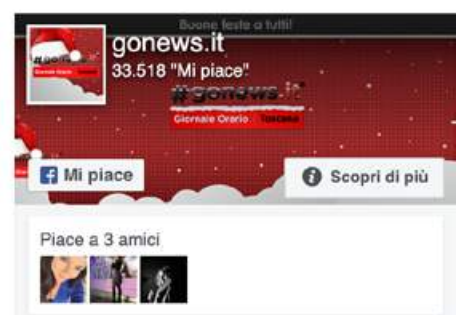 Buone feste a tutti!
gonews.it
33.518 "Mi piace"
#gonews.it
Giornale Orario Toscana
Mi piace
Scopri di più
Piace a 3 amici